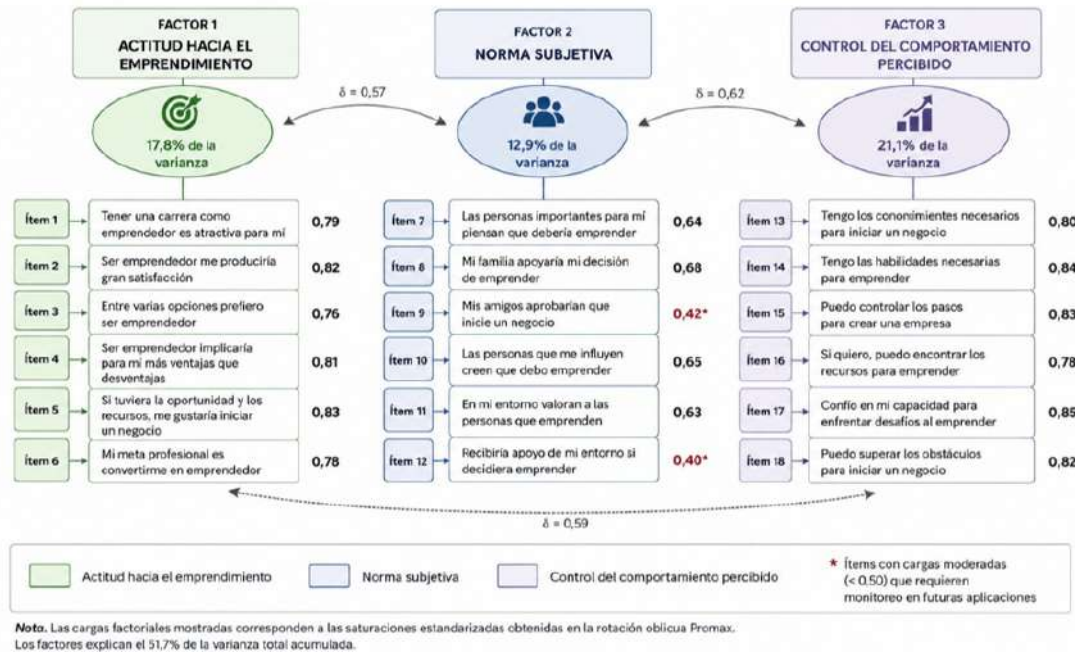 FACTOR 1
ACTITUD HACIA EL
EMPRENDIMIENTO
17,8% de la
varianza
δ = 0,57
FACTOR 2
NORMA SUBJETIVA
12,9% de la
varianza
δ = 0,62
FACTOR 3
CONTROL DEL COMPORTAMIENTO
PERCIBIDO
21,1% de la
varianza
Ítem 1
Tener una carrera como
emprendedor es atractiva para mí
0,79
Ítem 2
Ser emprendedor me produciría
gran satisfacción
0,82
Ítem 3
Entre varias opciones prefiero
ser emprendedor
0,76
Ítem 4
Ser emprendedor implicaría
para mí más ventajas que
desventajas
0,81
Ítem 5
Si tuviera la oportunidad y los
recursos, me gustaría iniciar
un negocio
0,83
Ítem 6
Mi meta profesional es
convertirme en emprendedor
0,78
Ítem 7
Las personas importantes para mí
piensan que debería emprender
0,64
Ítem 8
Mi familia apoyaría mi decisión
de emprender
0,68
Ítem 9
Mis amigos aprobarían que
inicie un negocio
0,42*
Ítem 10
Las personas que me influyen
creen que debo emprender
0,65
Ítem 11
En mi entorno valoran a las
personas que emprenden
0,63
Ítem 12
Recibiría apoyo de mi entorno si
decidiera emprender
0,40*
Ítem 13
Tengo los cononimientos necesarios
para iniciar un negocio
0,80
Ítem 14
Tengo las habilidades necesarias
para emprender
0,84
Ítem 15
Puedo controlar los pasos
para crear una empresa
0,83
Ítem 16
Si quiero, puedo encontrar los
recursos para emprender
0,78
Ítem 17
Confío en mi capacidad para
enfrentar desafíos al emprender
0,85
Ítem 18
Puedo superar los obstáculos
para iniciar un negocio
0,82
δ = 0,59
Actitud hacia el emprendimiento
Norma subjetiva
Control del comportamiento percibido
* Ítems con cargas moderadas
(< 0.50) que requieren
monitoreo en futuras aplicaciones
Nota. Las cargas factoriales mostradas corresponden a las saturaciones estandarizadas obtenidas en la rotación oblicua Promax.
Los factores explican el 51,7% de la varianza total acumulada.